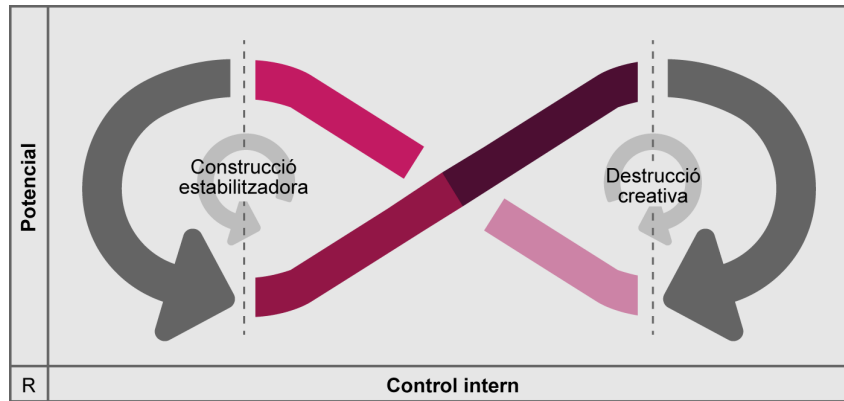 Potencial
Construcció
estabilitzadora
Destrucció
creativa
R
Control intern